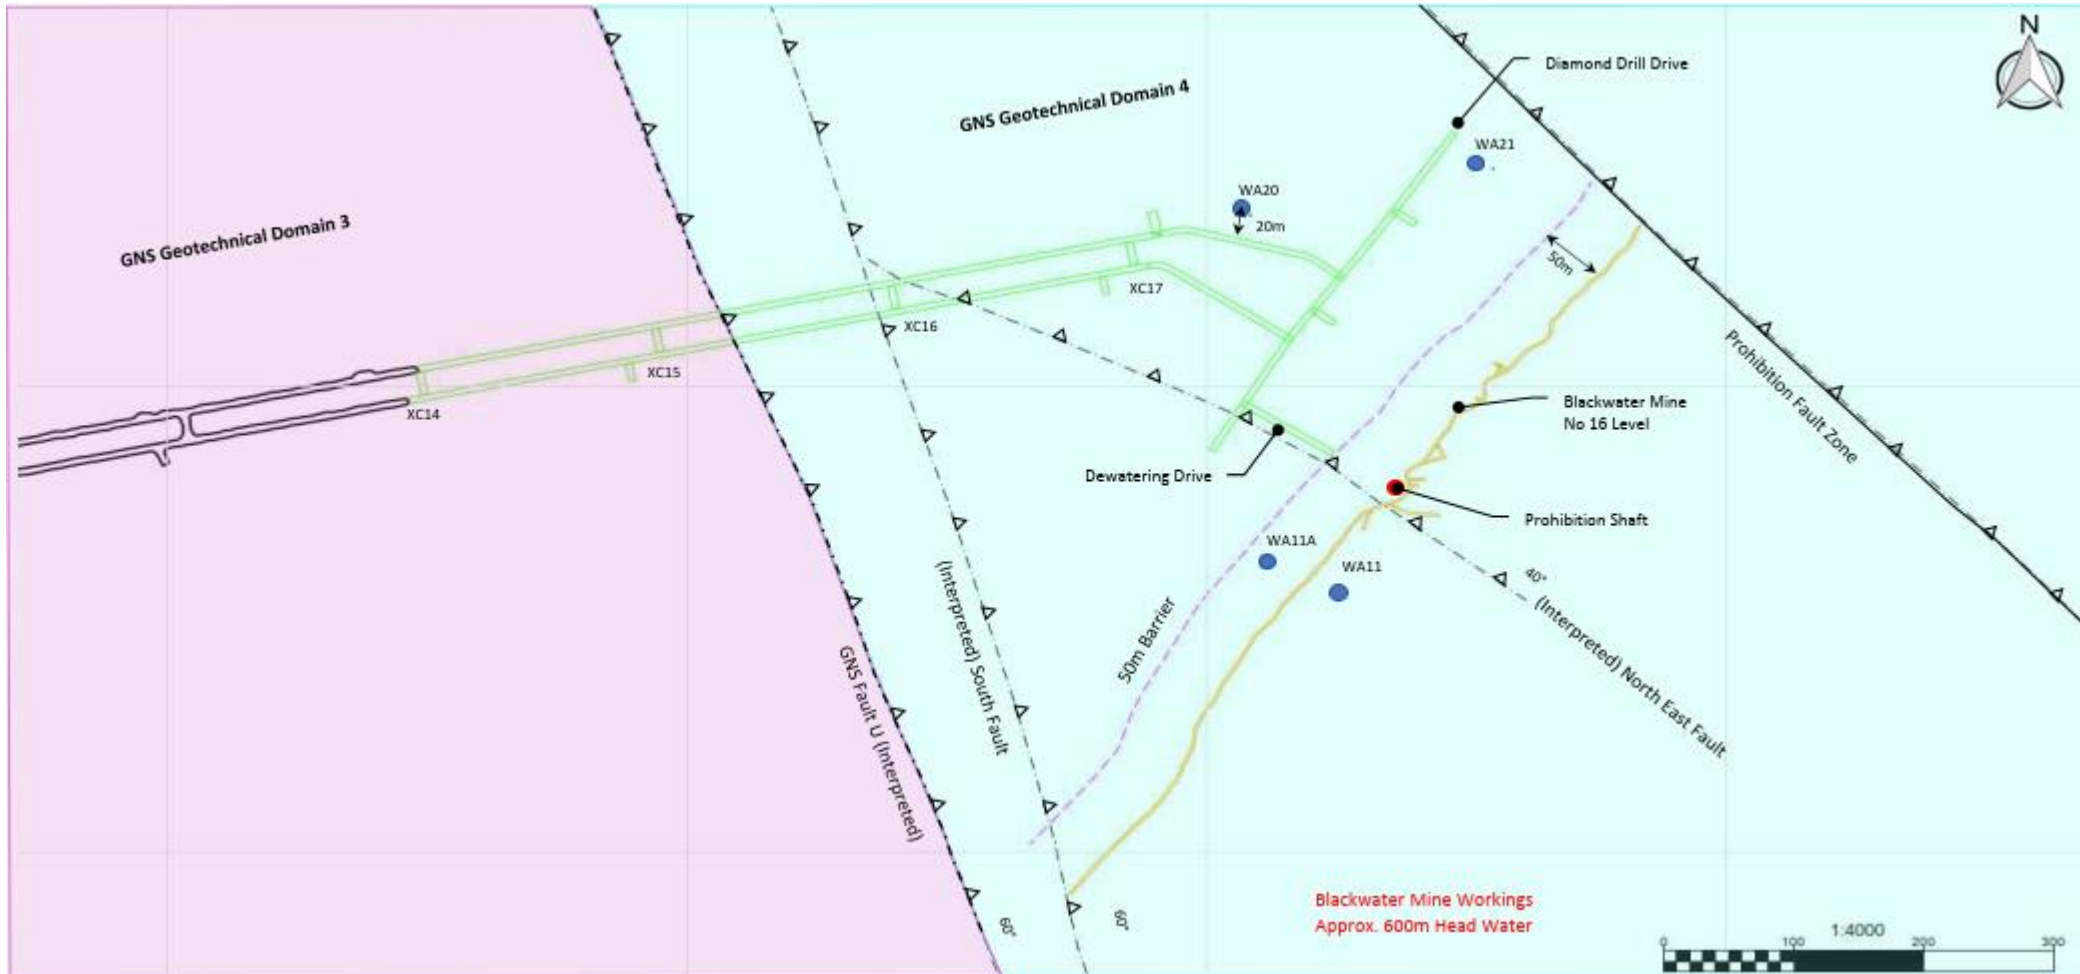 N
Diamond Drill Drive
GNS Geotechnical Domain 4
WA21
WA20
20m
GNS Geotechnical Domain 3
50m
XC17
XC16
Prohibition Fault Zone
XC15
Blackwater Mine
No 16 Level
XC14
Dewatering Drive
Prohibition Shaft
WA11A
WA11
40°
(Interpreted) North East Fault
(Interpreted) South Fault
50m Barrier
GNS Fault U (Interpreted)
60°
60°
Blackwater Mine Workings
Approx. 600m Head Water
1:4000
0 100 200 300